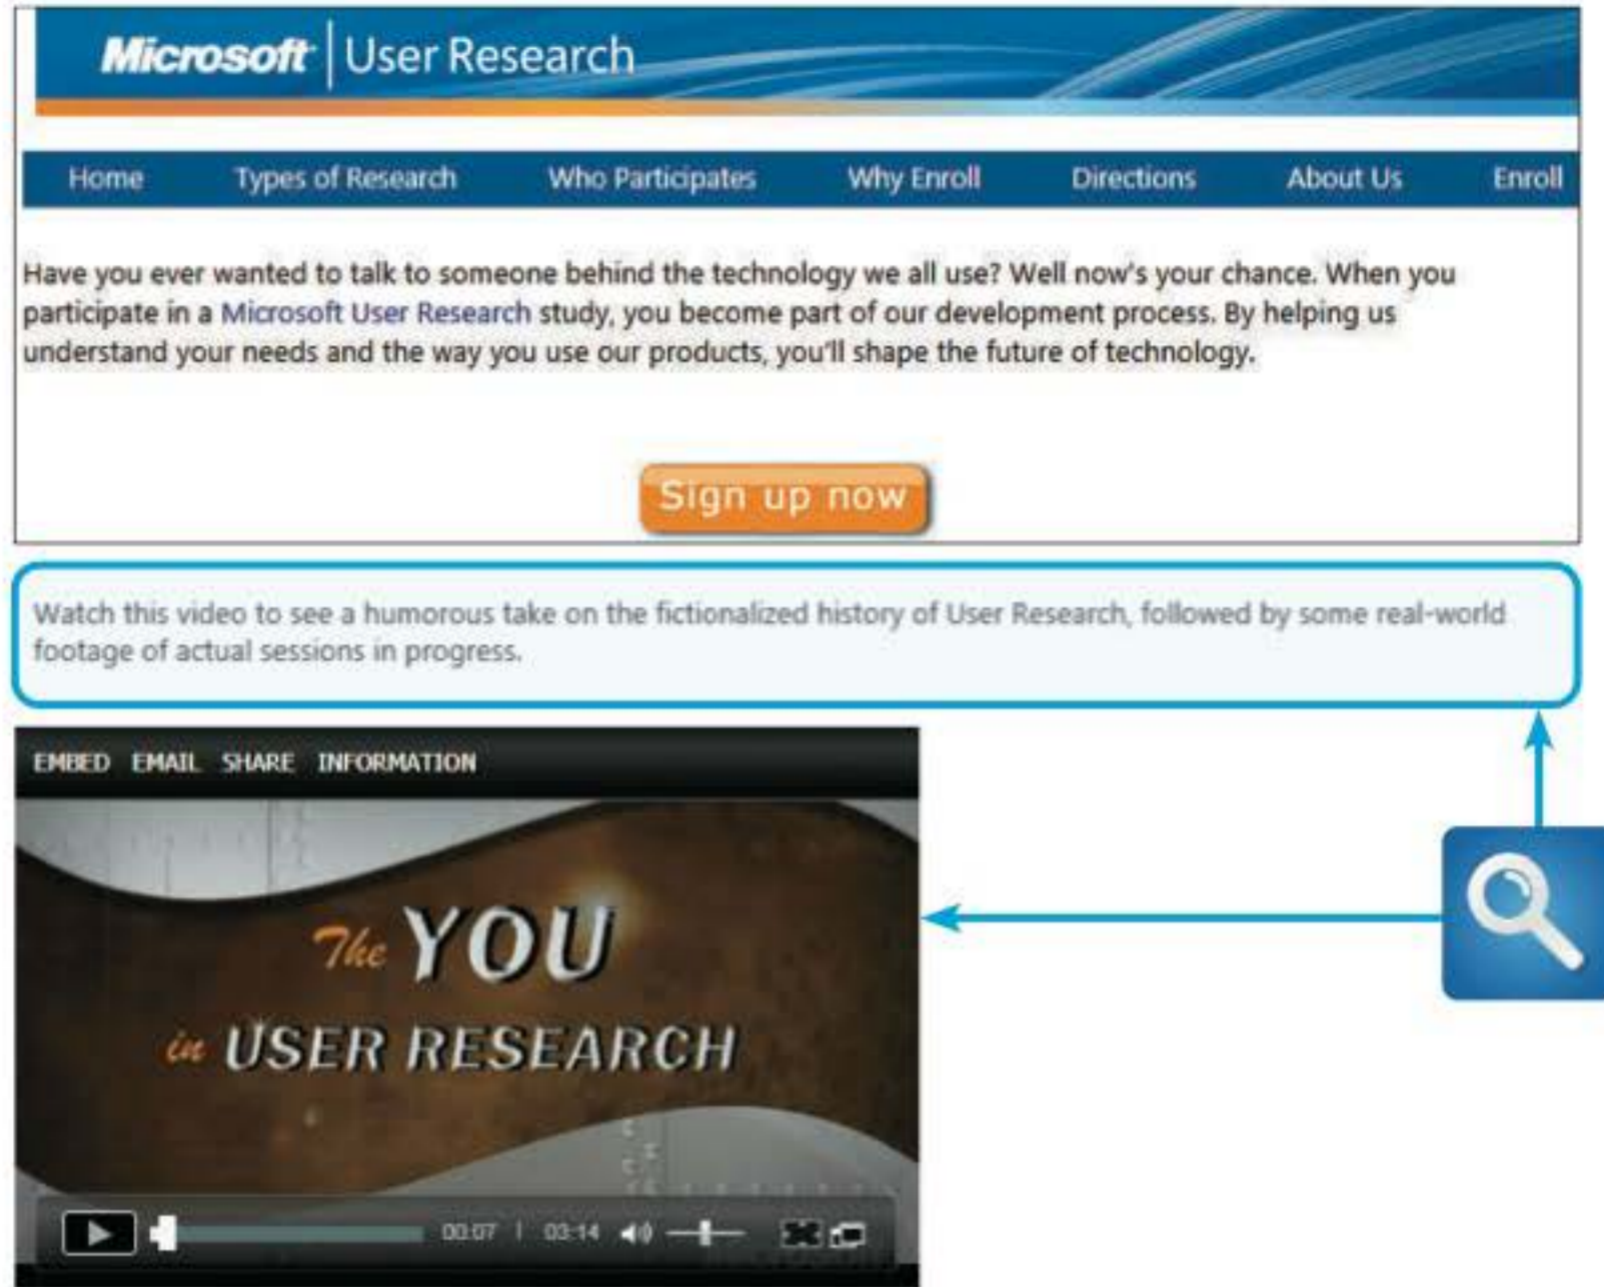 Microsoft | User Research
Home Types of Research Who Participates Why Enroll Directions About Us Enroll
Have you ever wanted to talk to someone behind the technology we all use? Well now's your chance. When you
participate in a Microsoft User Research study, you become part of our development process. By helping us
understand your needs and the way you use our products, you'll shape the future of technology.
Sign up now
Watch this video to see a humorous take on the fictionalized history of User Research, followed by some real-world
footage of actual sessions in progress.
EMBED EMAIL SHARE INFORMATION
The YOU
in USER RESEARCH
00:07 | 03:14